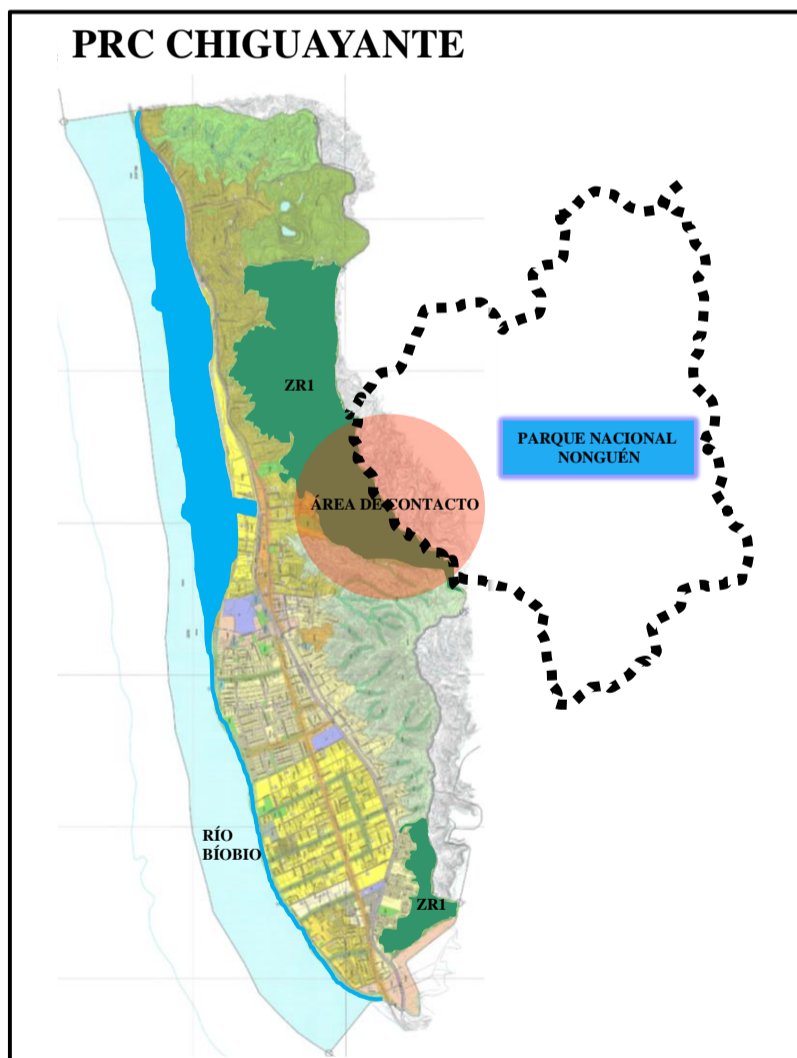 PRC CHIGUAYANTE
ZR1
PARQUE NACIONAL
NONGUÉN
ÁREA DE CONTACTO
RÍO
BÍOBIO
ZR1